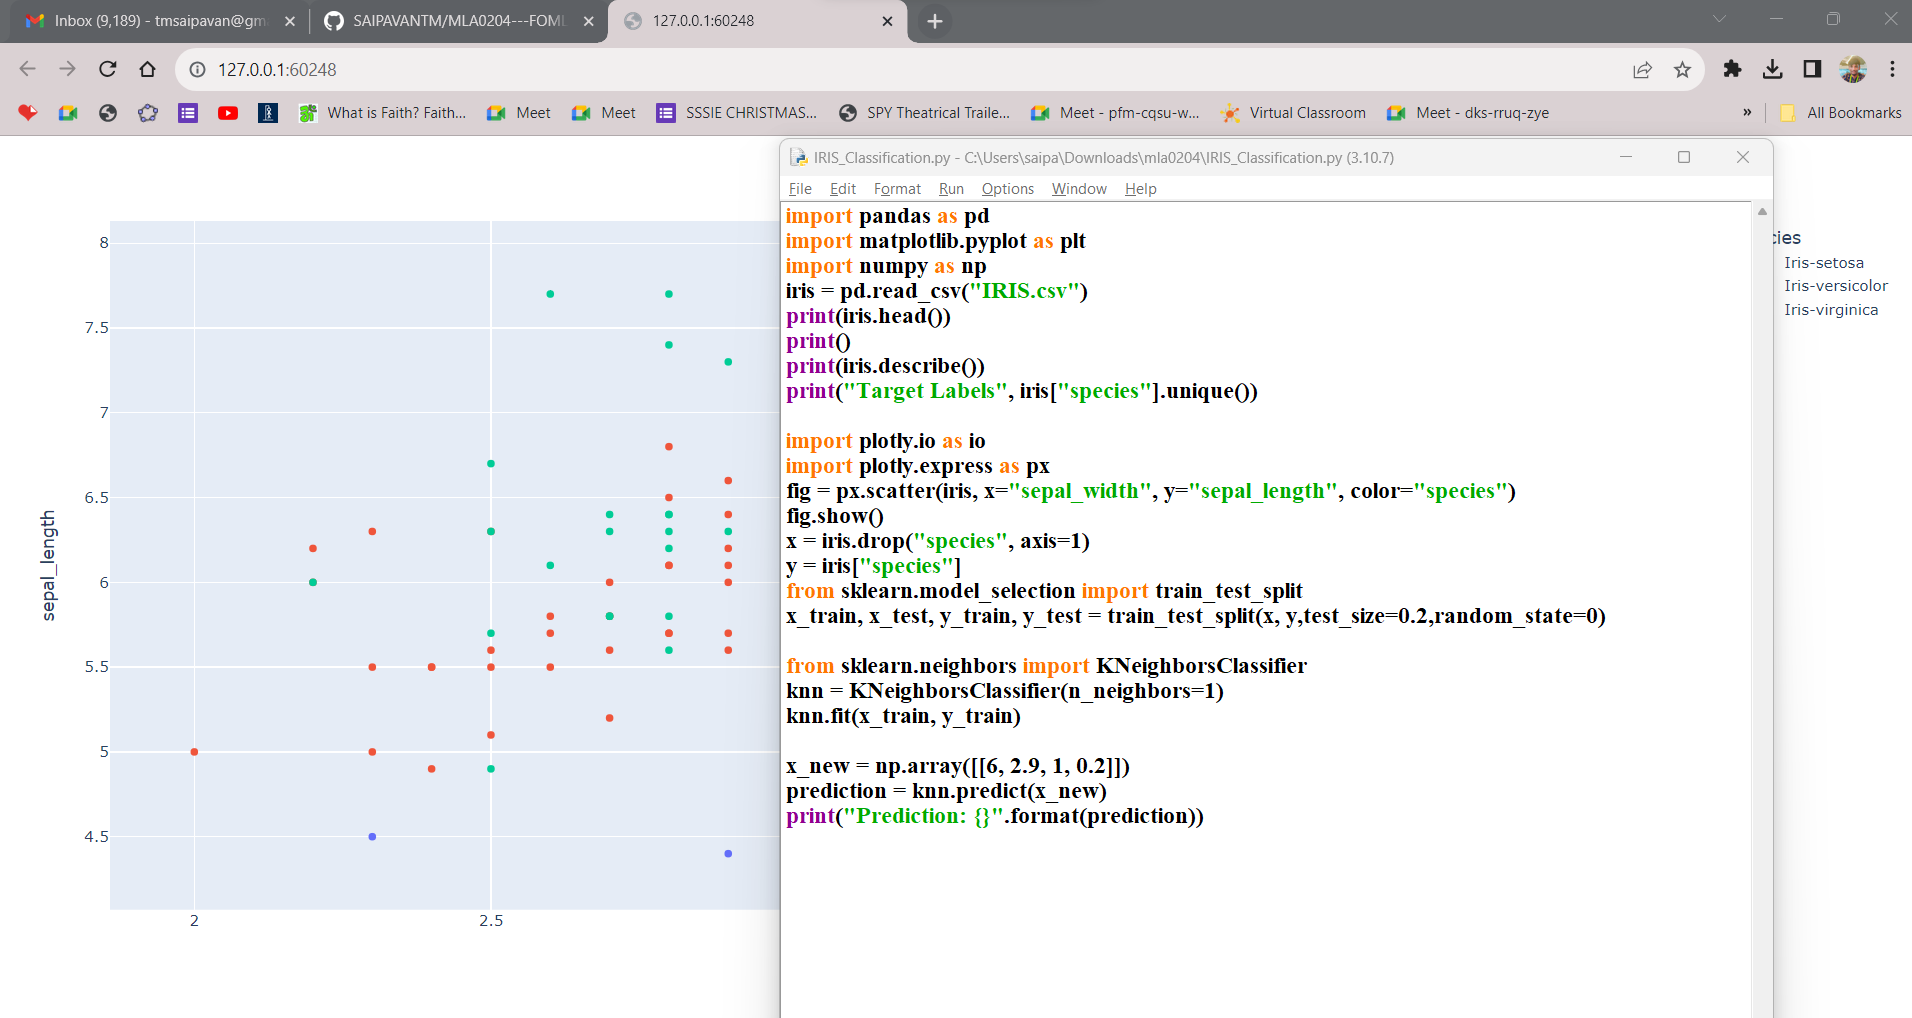 Inbox (9,189) - tmsaipavan@gm
SAIPAVANTM/MLA0204---FOML
127.0.0.1:60248
127.0.0.1:60248
What is Faith? Faith...
Meet
Meet
SSSIE CHRISTMAS...
SPY Theatrical Traile...
Meet - pfm-cqsu-w...
Virtual Classroom
Meet - dks-rruq-zye
»
All Bookmarks
IRIS_Classification.py - C:\Users\saipa\Downloads\mla0204\IRIS_Classification.py (3.10.7)
File Edit Format Run Options Window Help
import pandas as pd
import matplotlib.pyplot as plt
import numpy as np
iris = pd.read_csv("IRIS.csv")
print(iris.head())
print()
print(iris.describe())
print("Target Labels", iris["species"].unique())
import plotly.io as io
import plotly.express as px
fig = px.scatter(iris, x="sepal_width", y="sepal_length", color="species")
fig.show()
x = iris.drop("species", axis=1)
y = iris["species"]
from sklearn.model_selection import train_test_split
x_train, x_test, y_train, y_test = train_test_split(x, y,test_size=0.2,random_state=0)
from sklearn.neighbors import KNeighborsClassifier
knn = KNeighborsClassifier(n_neighbors=1)
knn.fit(x_train, y_train)
x_new = np.array([[6, 2.9, 1, 0.2]])
prediction = knn.predict(x_new)
print("Prediction: {}".format(prediction))
sepal_length
8
7.5
7
6.5
6
5.5
5
4.5
2
2.5
cies
Iris-setosa
Iris-versicolor
Iris-virginica